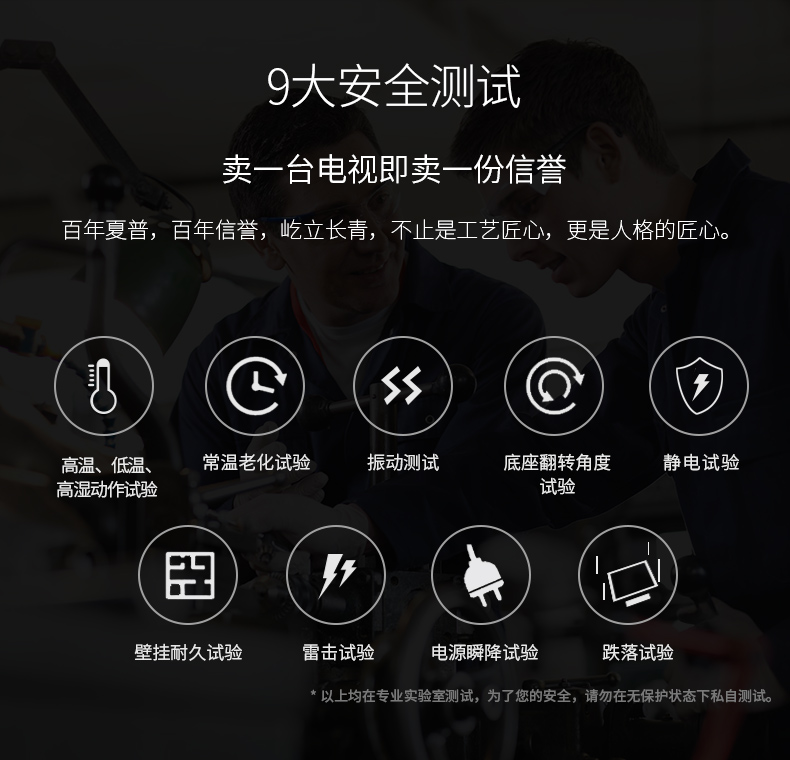 9大安全测试
卖一台电视即卖一份信誉
百年夏普，百年信誉，屹立长青，不止是工艺匠心，更是人格的匠心。
高温、低温、
高湿动作试验
常温老化试验
振动测试
底座翻转角度
试验
静电试验
壁挂耐久试验
雷击试验
电源瞬降试验
跌落试验
* 以上均在专业实验室测试，为了您的安全，请勿在无保护状态下私自测试。